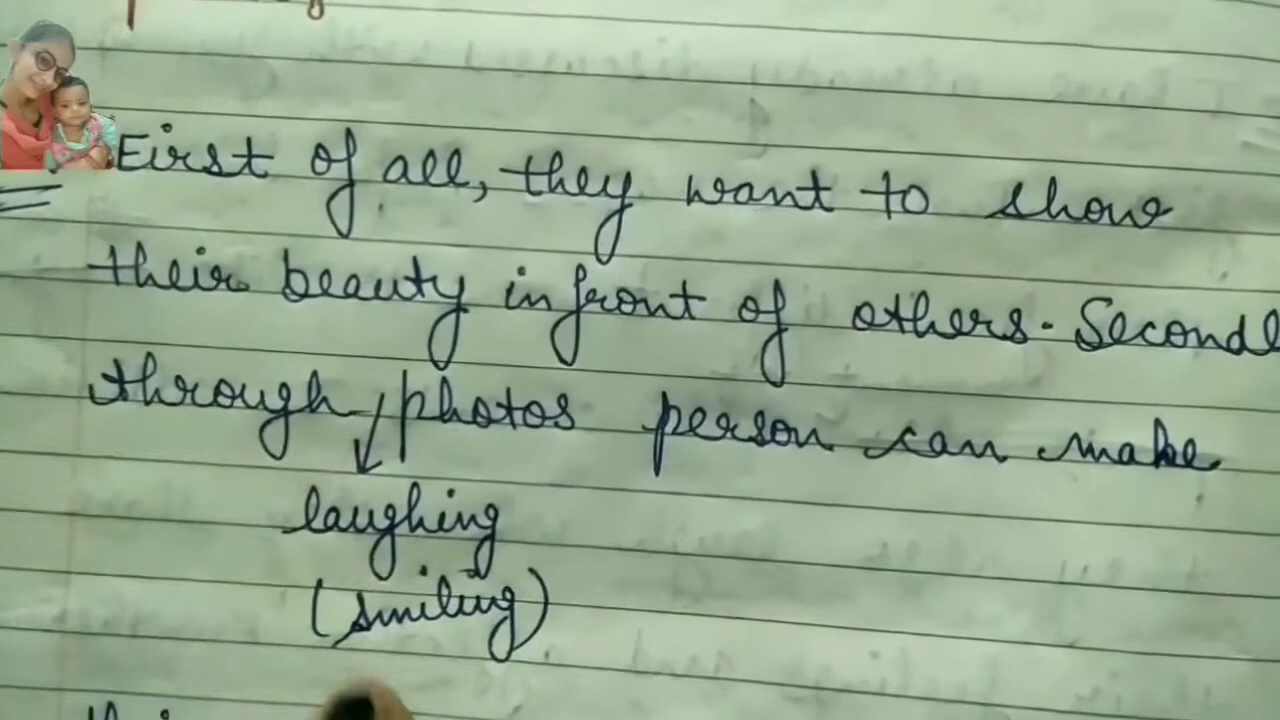 First of all, they want to show
their beauty in front of others. Secondl
through photos person can make
laughing
(smiling)